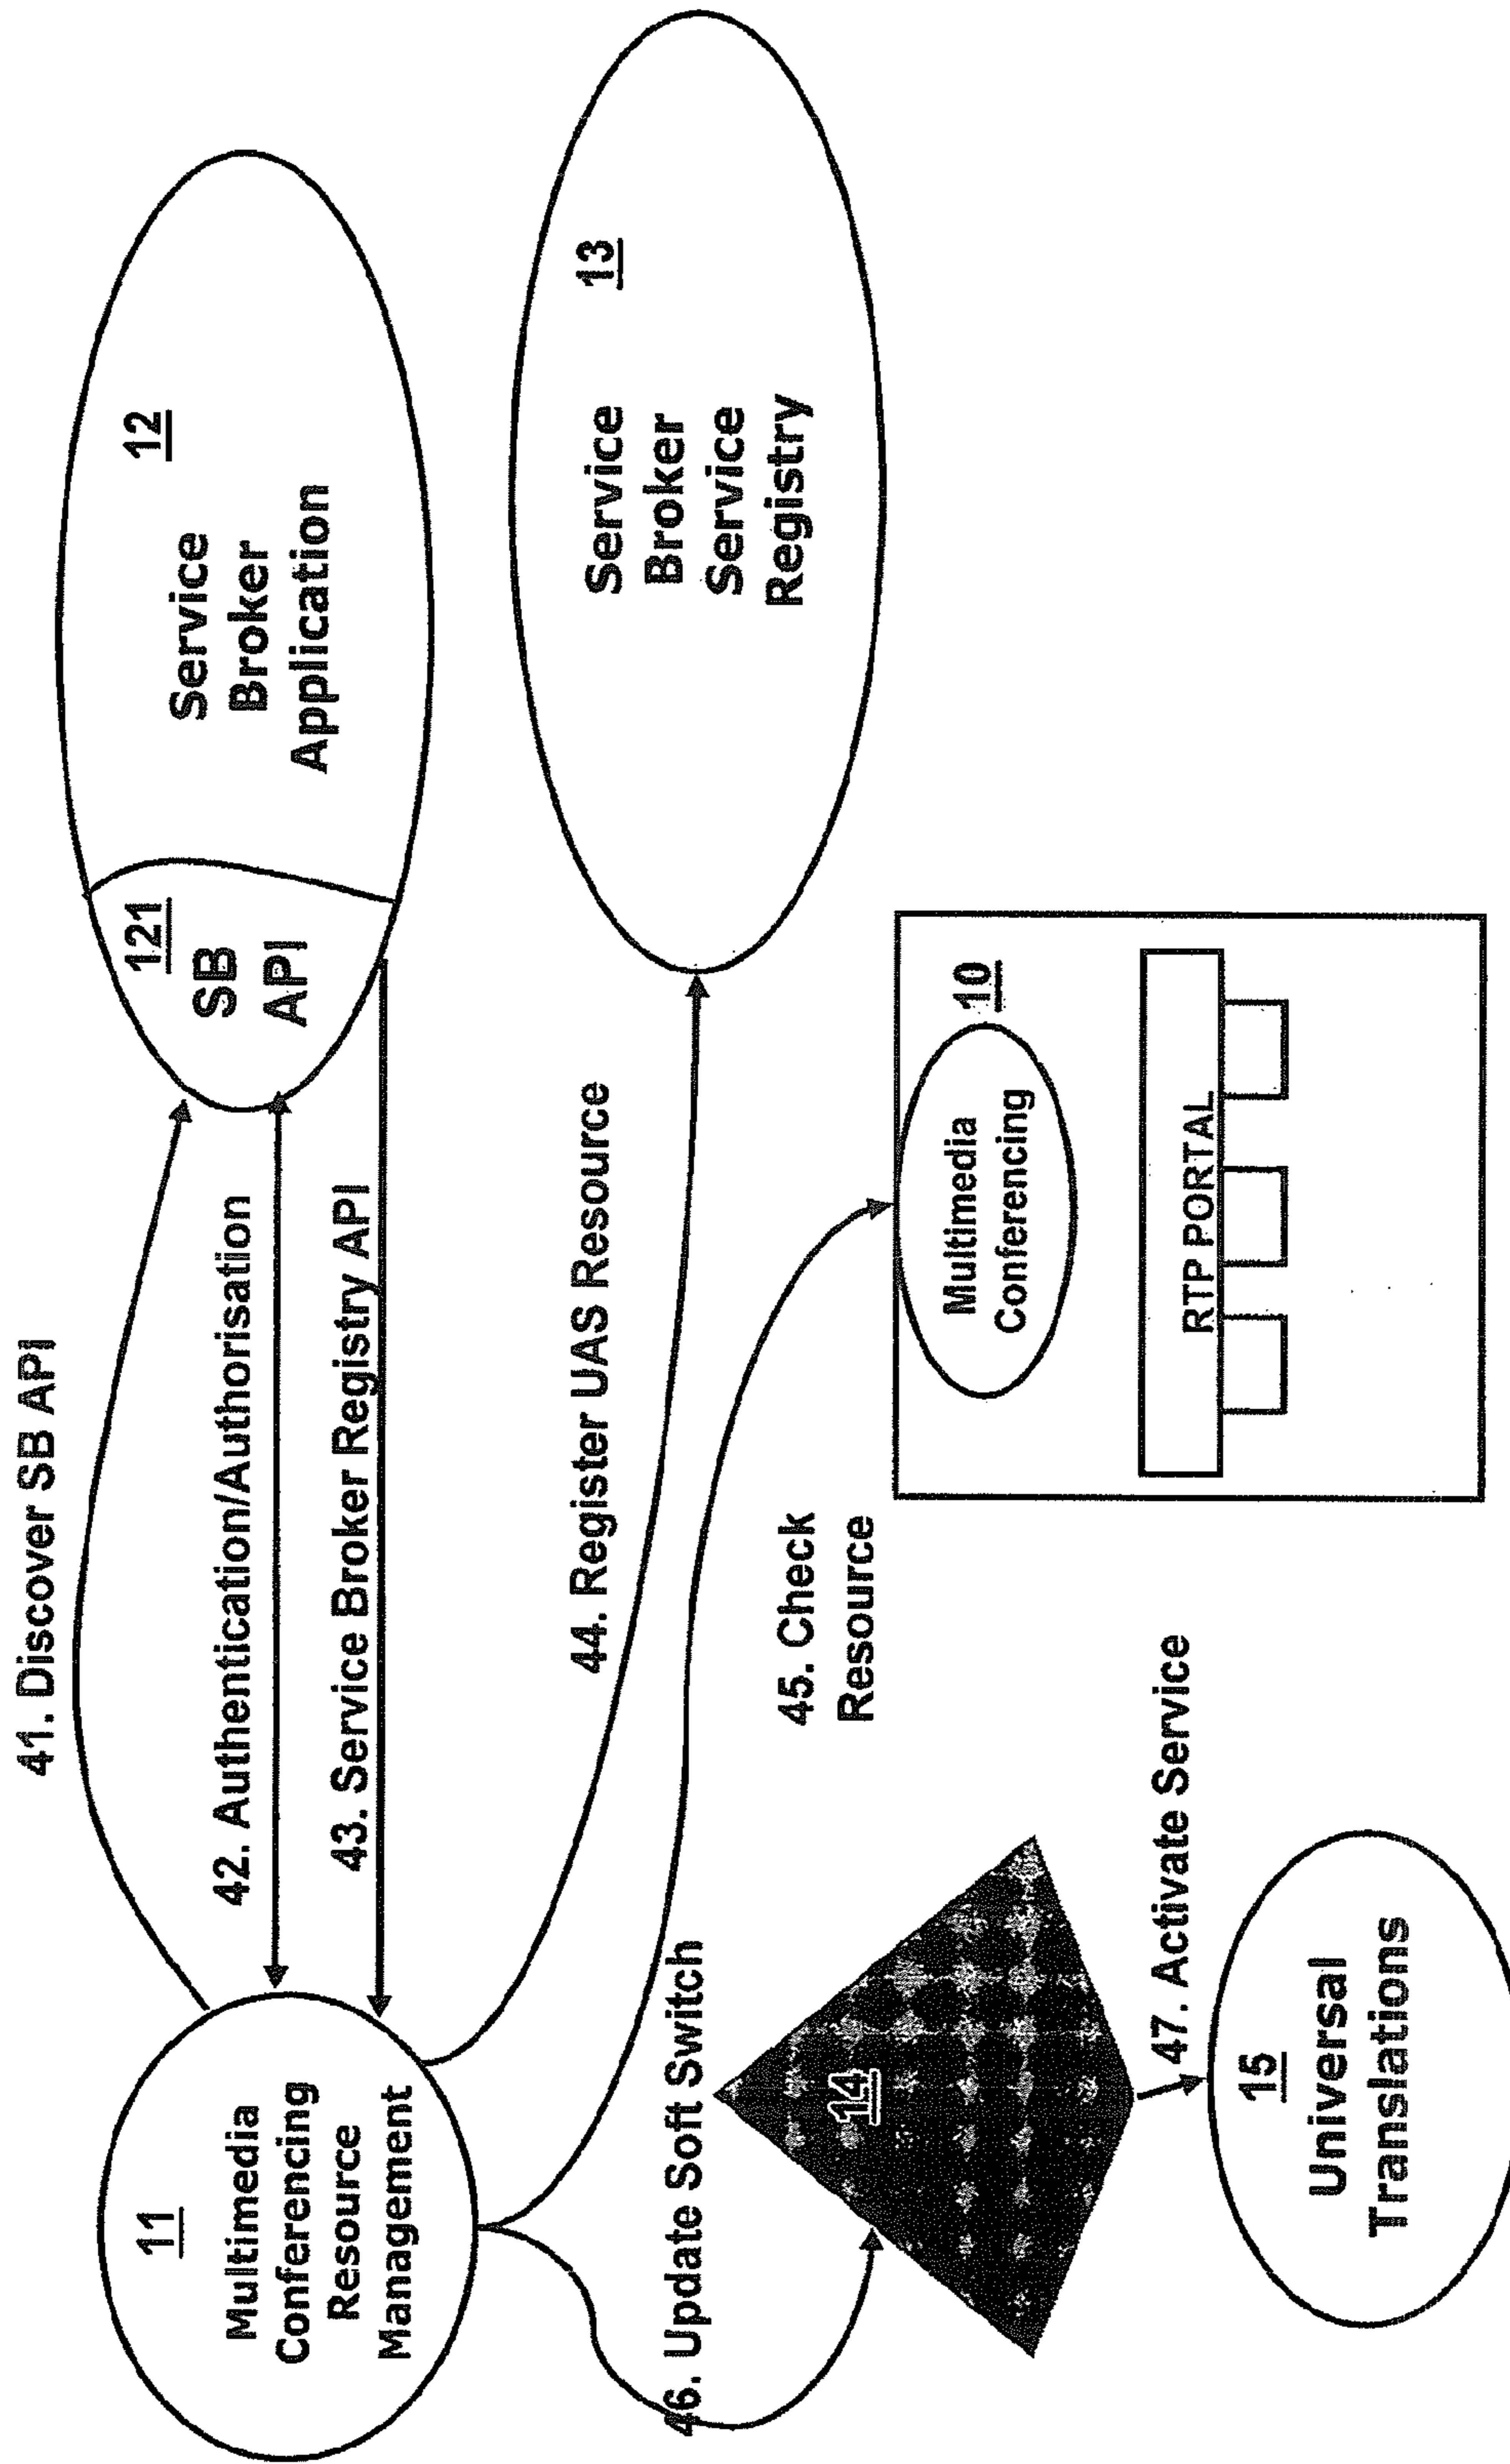 41. Discover SB API
42. Authentication/Authorisation
43. Service Broker Registry API
11
Multimedia
Conferencing
Resource
Management
121
SB
API
12
Service
Broker
Application
44. Register UAS Resource
13
Service
Broker
Service
Registry
46. Update Soft Switch
45. Check
Resource
14
10
Multimedia
Conferencing
RTP PORTAL
47. Activate Service
15
Universal
Translations